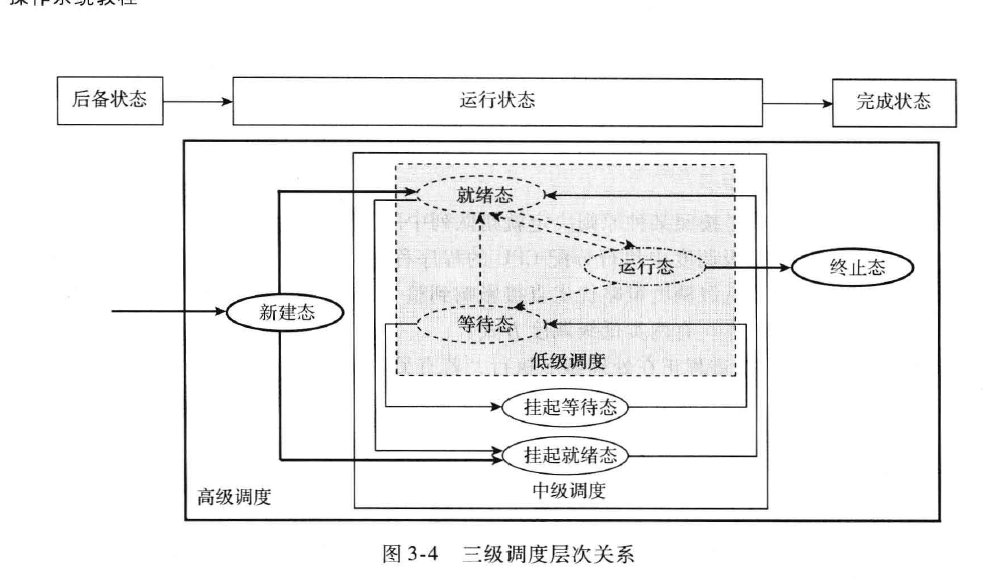 操作系统教程
后备状态
运行状态
完成状态
就绪态
运行态
终止态
新建态
等待态
低级调度
挂起等待态
挂起就绪态
中级调度
高级调度
图 3-4 三级调度层次关系